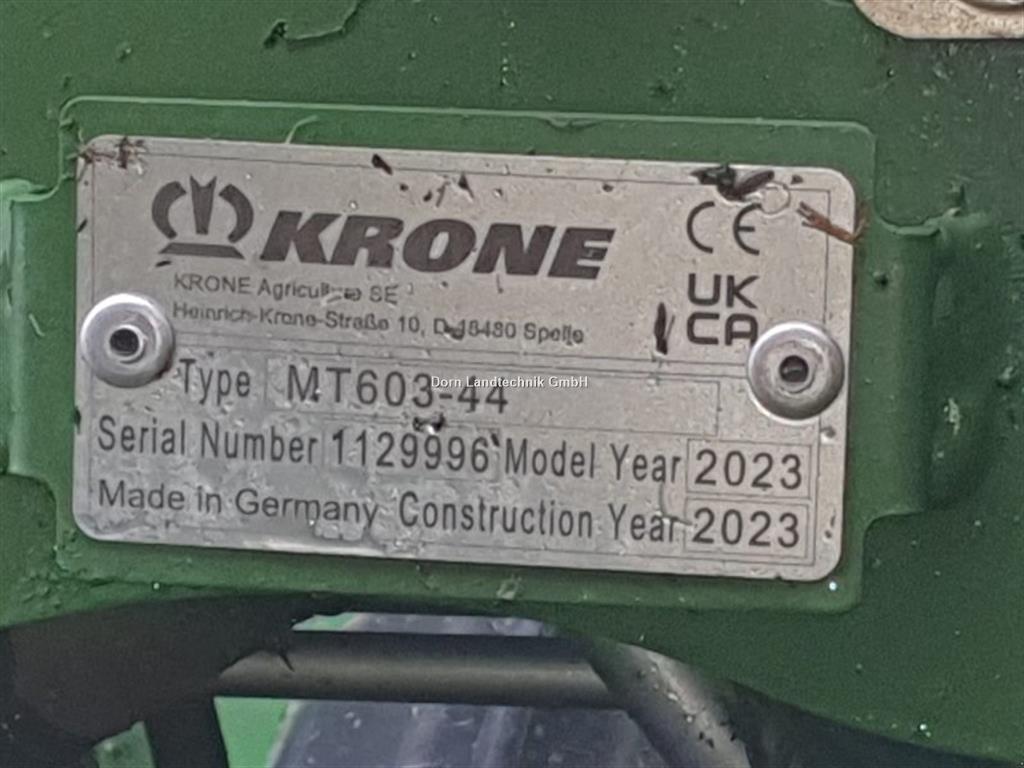 KRONE
CE
KRONE Agriculture SE
UK
CA
Heinrich-Krone-Straße 10, D-48480 Spelle
Type MT603-44
Dorn Landtechnik GmbH
Serial Number 1129996 Model Year 2023
Made in Germany Construction Year 2023